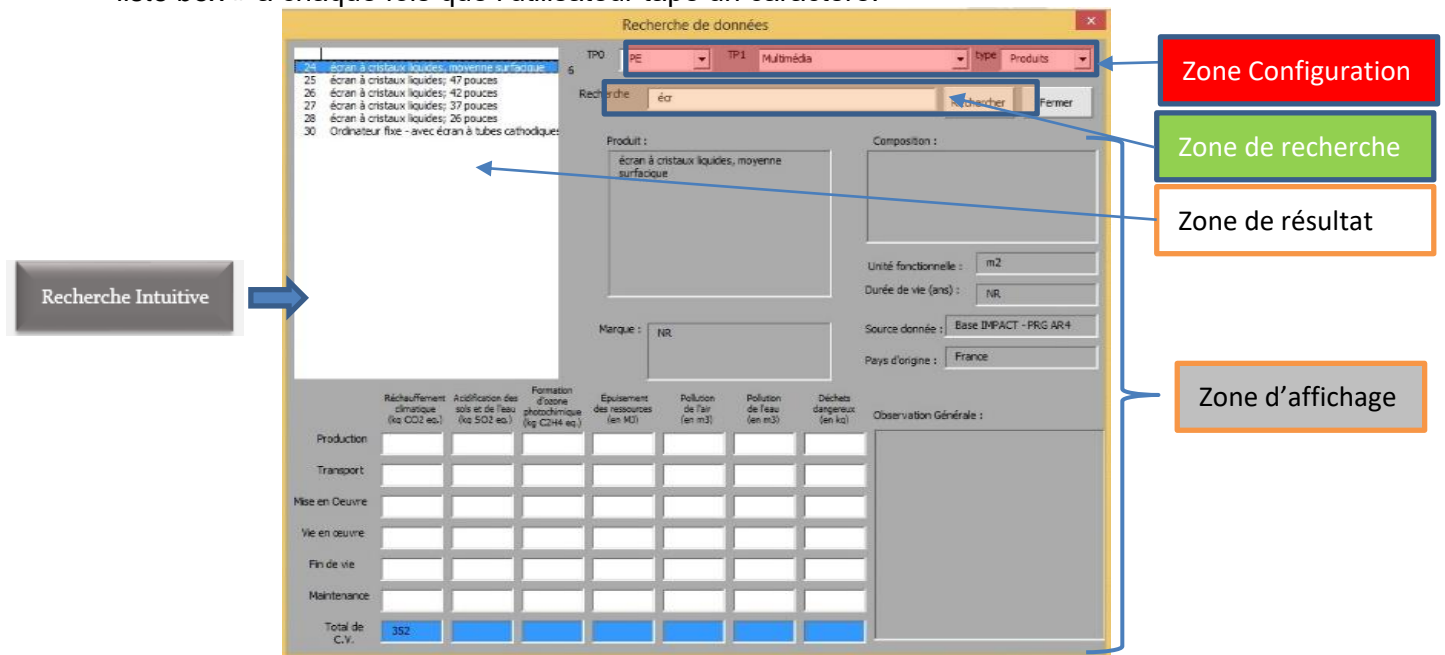 liste box » à chaque fois que l'utilisateur tape un caractère.
Recherche de données
×
24 écran à cristaux liquides, moyenne surfacique
25 écran à cristaux liquides; 47 pouces
26 écran à cristaux liquides; 42 pouces
27 écran à cristaux liquides; 37 pouces
28 écran à cristaux liquides; 26 pouces
30 Ordinateur fixe - avec écran à tubes cathodiques
6
TP0 PE TP1 Multimédia type Produits
Recherche écr Rechercher Fermer
Zone Configuration
Zone de recherche
Zone de résultat
Zone d'affichage
Recherche Intuitive
Produit :
écran à cristaux liquides, moyenne
surfacique
Composition :
Unité fonctionnelle : m2
Durée de vie (ans) : NR
Marque : NR
Source donnée : Base IMPACT - PRG AR4
Pays d'origine : France
Réchauffement
climatique
(kg CO2 eq.)
Acidification des
sols et de l'eau
(kg SO2 eq.)
Formation
d'ozone
photochimique
(kg C2H4 eq.)
Epuisement
des ressources
(en MJ)
Pollution
de l'air
(en m3)
Pollution
de l'eau
(en m3)
Déchets
dangereux
(en kg)
Observation Générale :
Production
Transport
Mise en Oeuvre
Vie en œuvre
Fin de vie
Maintenance
Total de
C.V.
352